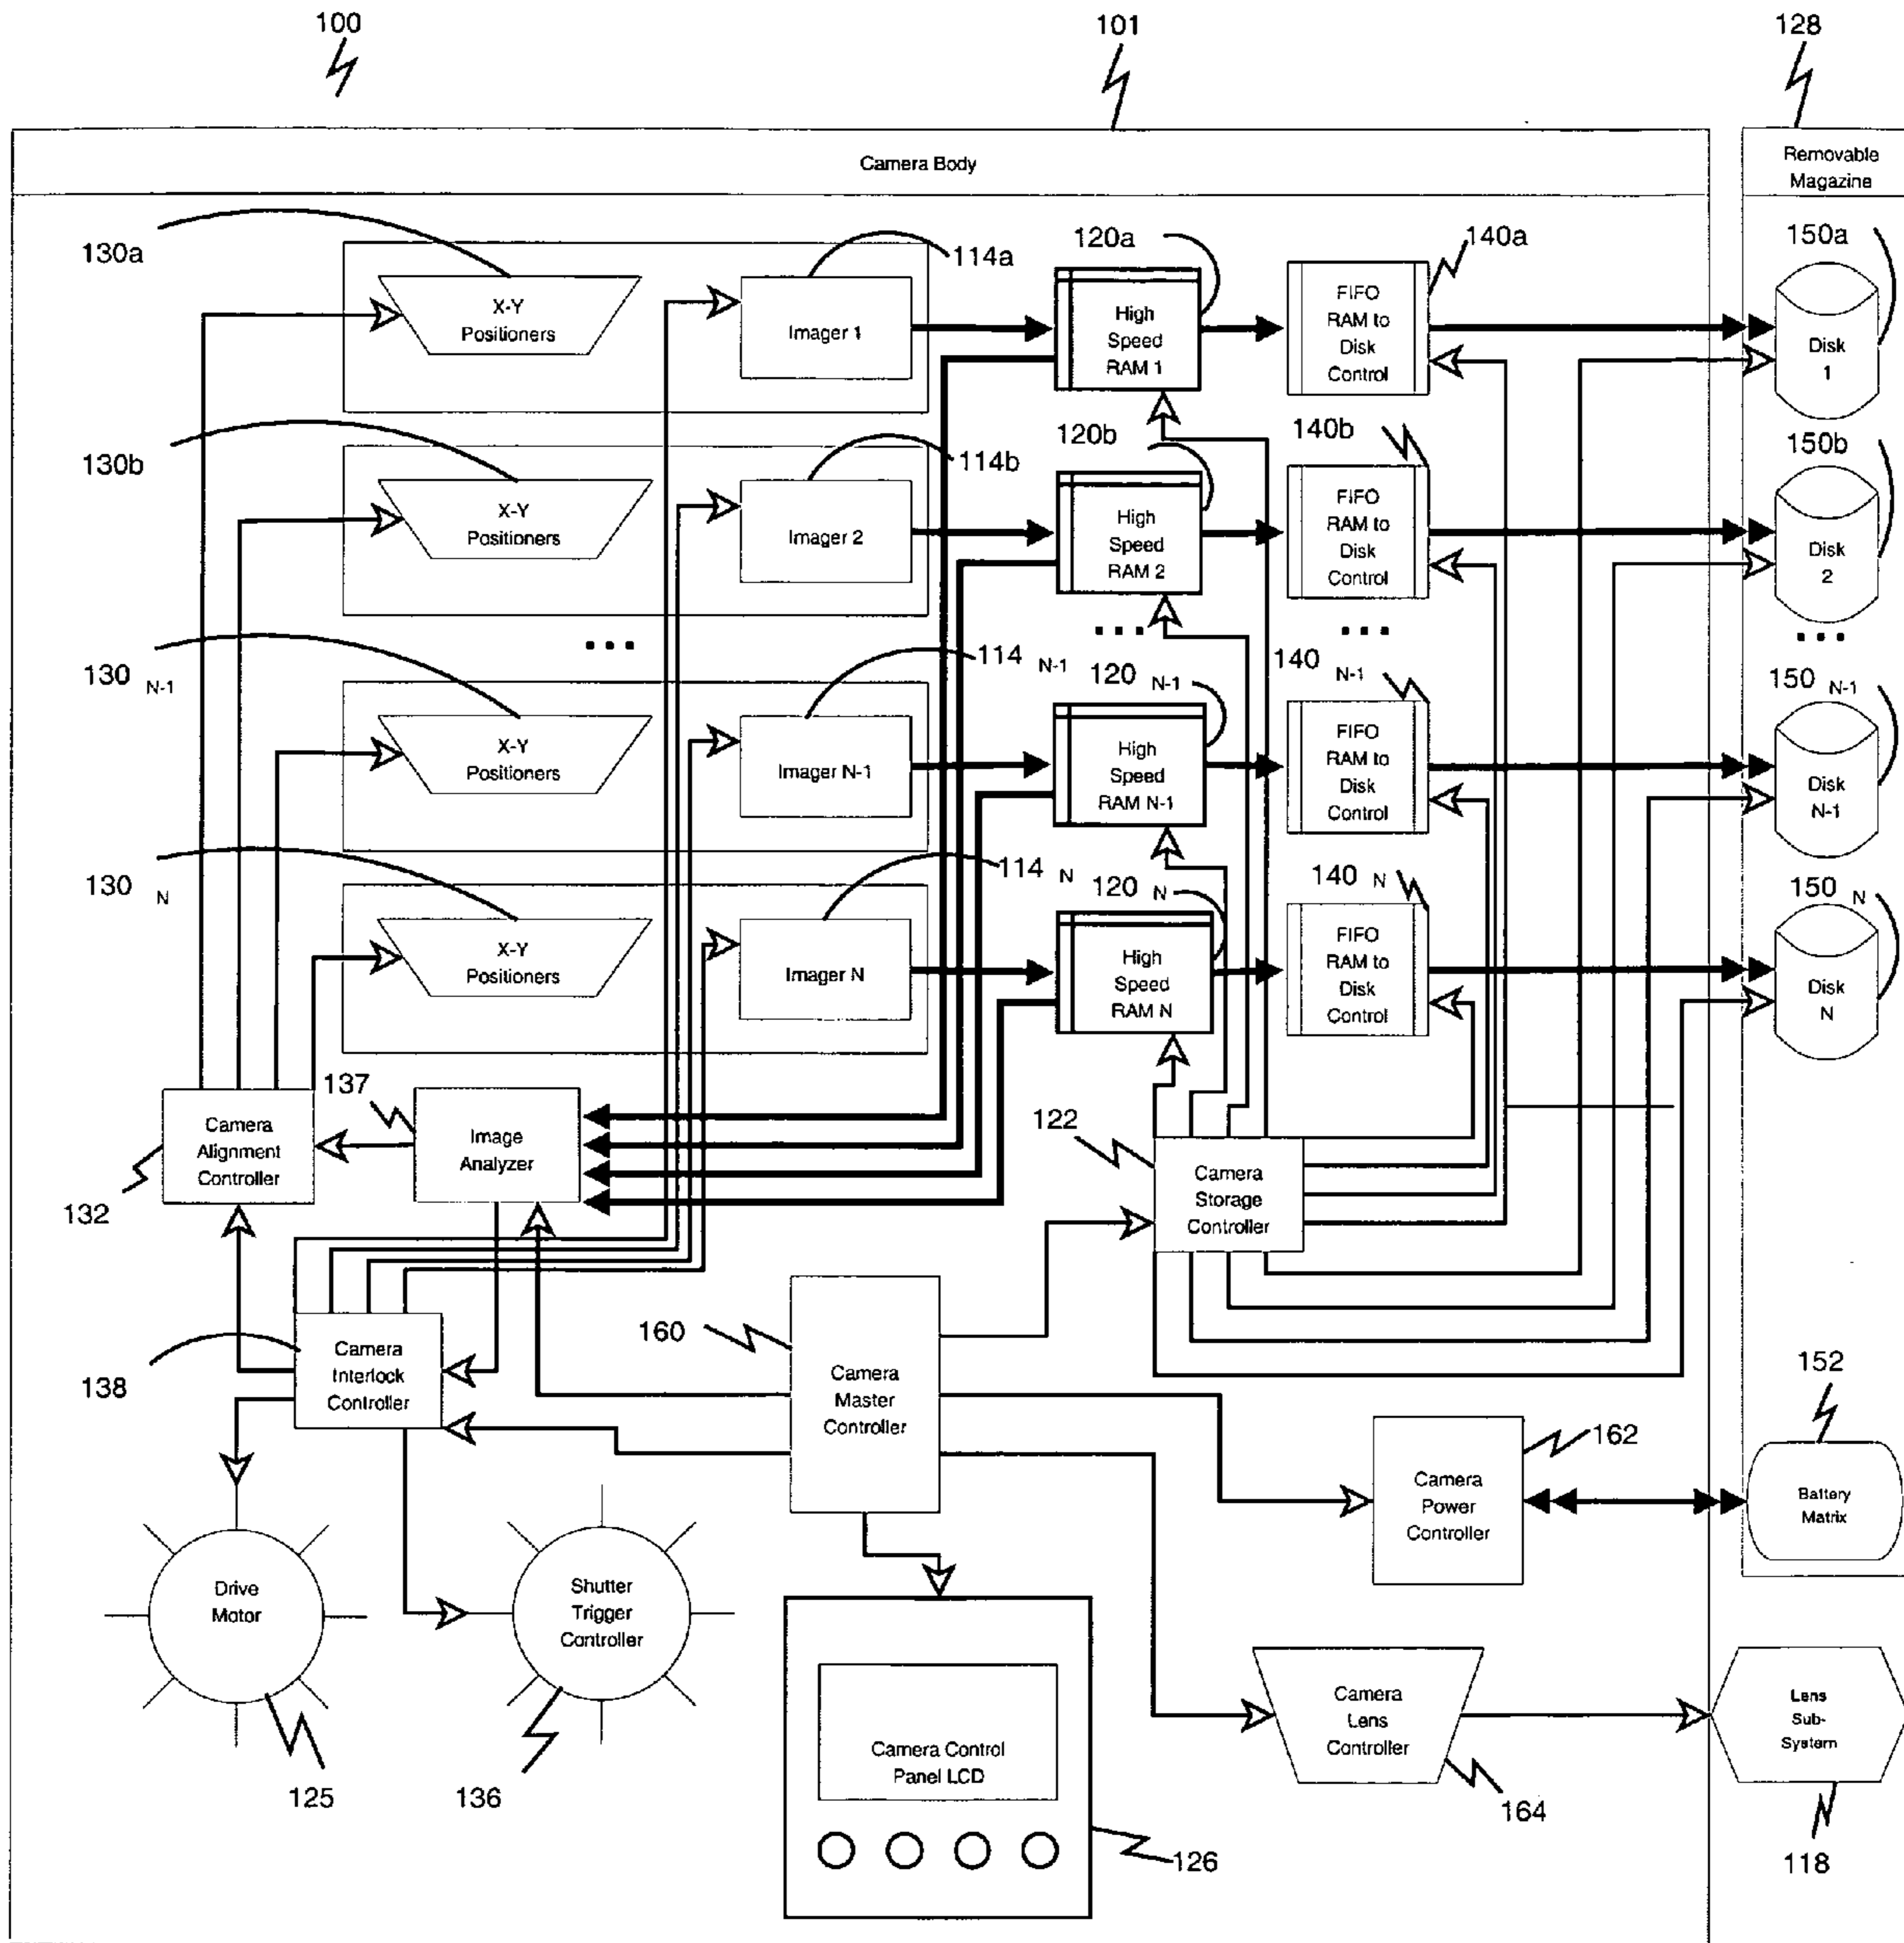 100
101
128
Camera Body
Removable
Magazine
130a
X-Y
Positioners
Imager 1
114a
120a
High
Speed
RAM 1
140a
FIFO
RAM to
Disk
Control
150a
Disk
1
130b
X-Y
Positioners
Imager 2
114b
120b
High
Speed
RAM 2
140b
FIFO
RAM to
Disk
Control
150b
Disk
2
...
...
...
...
130 N-1
X-Y
Positioners
Imager N-1
114 N-1
120 N-1
High
Speed
RAM N-1
140 N-1
FIFO
RAM to
Disk
Control
150 N-1
Disk
N-1
130 N
X-Y
Positioners
Imager N
114 N
120 N
High
Speed
RAM N
140 N
FIFO
RAM to
Disk
Control
150 N
Disk
N
137
Camera
Alignment
Controller
132
Image
Analyzer
122
Camera
Storage
Controller
138
Camera
Interlock
Controller
160
Camera
Master
Controller
162
Camera
Power
Controller
152
Battery
Matrix
Drive
Motor
125
Shutter
Trigger
Controller
136
Camera Control
Panel LCD
126
Camera
Lens
Controller
164
Lens
Sub-
System
118